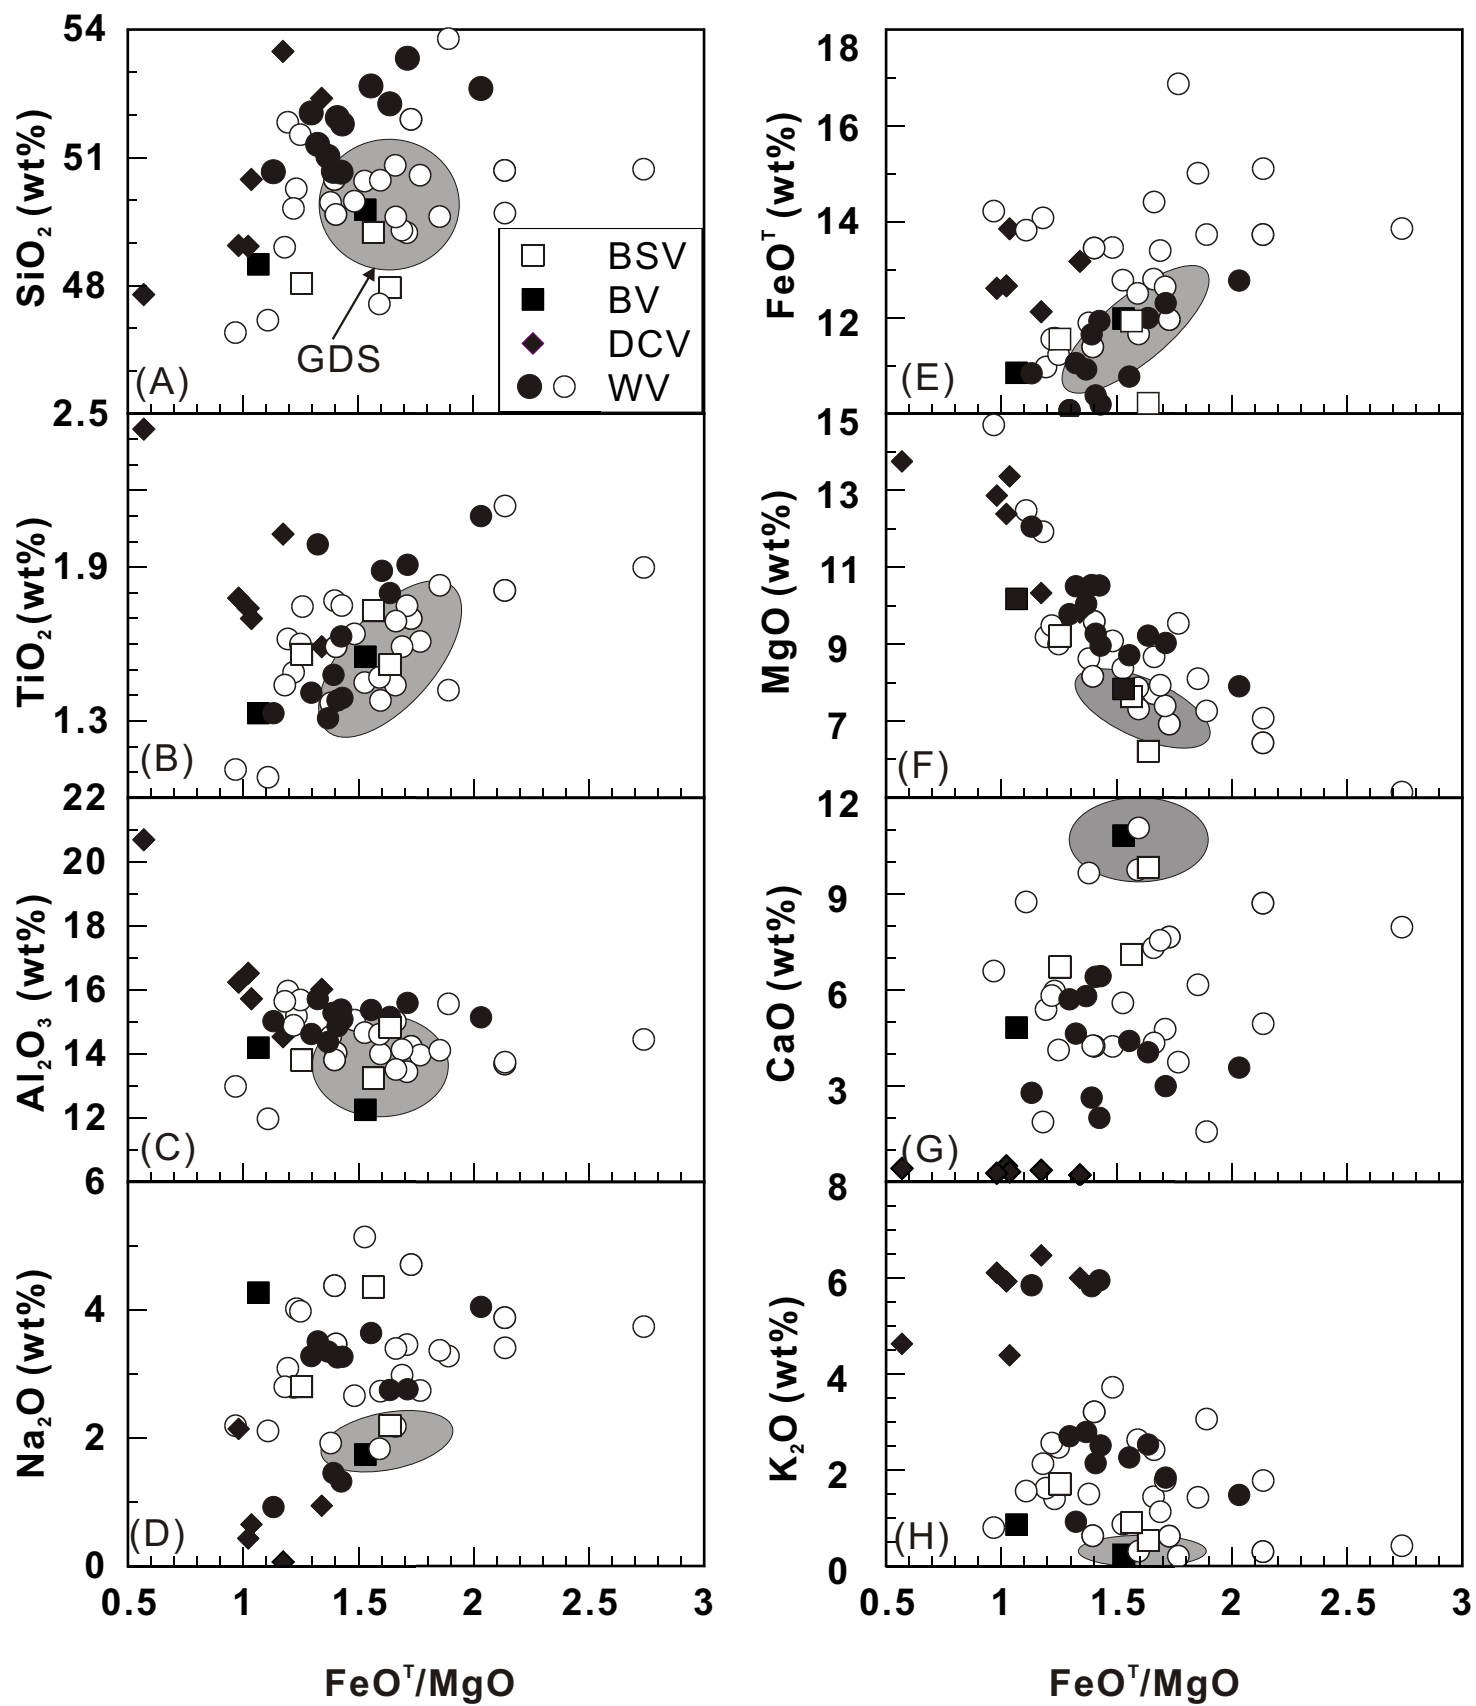 SiO₂ (wt%)
54
51
48
(A)
GDS
BSV
BV
DCV
WV
TiO₂ (wt%)
2.5
1.9
1.3
(B)
Al₂O₃ (wt%)
22
20
18
16
14
12
(C)
Na₂O (wt%)
6
4
2
0
(D)
0.5 1 1.5 2 2.5 3
FeOᵀ/MgO
FeOᵀ (wt%)
18
16
14
12
(E)
MgO (wt%)
15
13
11
9
7
(F)
CaO (wt%)
12
9
6
3
(G)
K₂O (wt%)
8
6
4
2
0
(H)
0.5 1 1.5 2 2.5 3
FeOᵀ/MgO